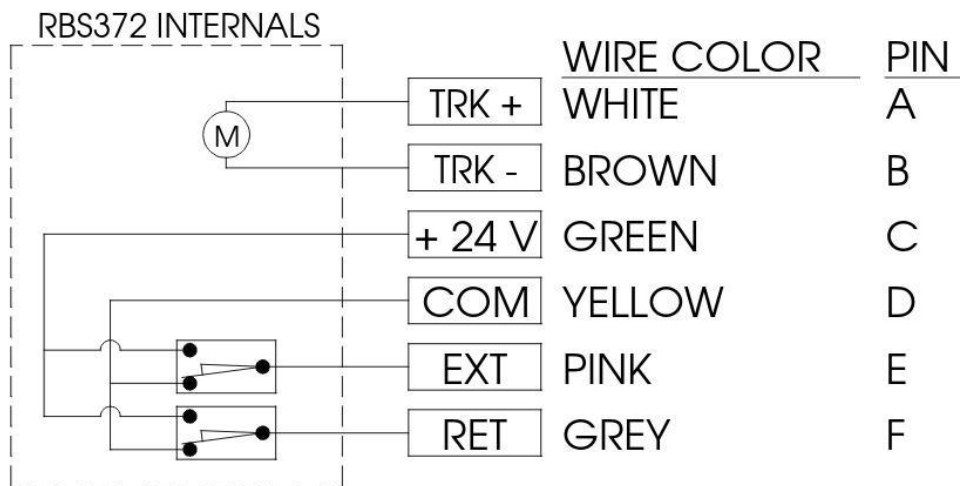 RBS372 INTERNALS
WIRE COLOR PIN
M
TRK + WHITE A
TRK - BROWN B
+ 24 V GREEN C
COM YELLOW D
EXT PINK E
RET GREY F